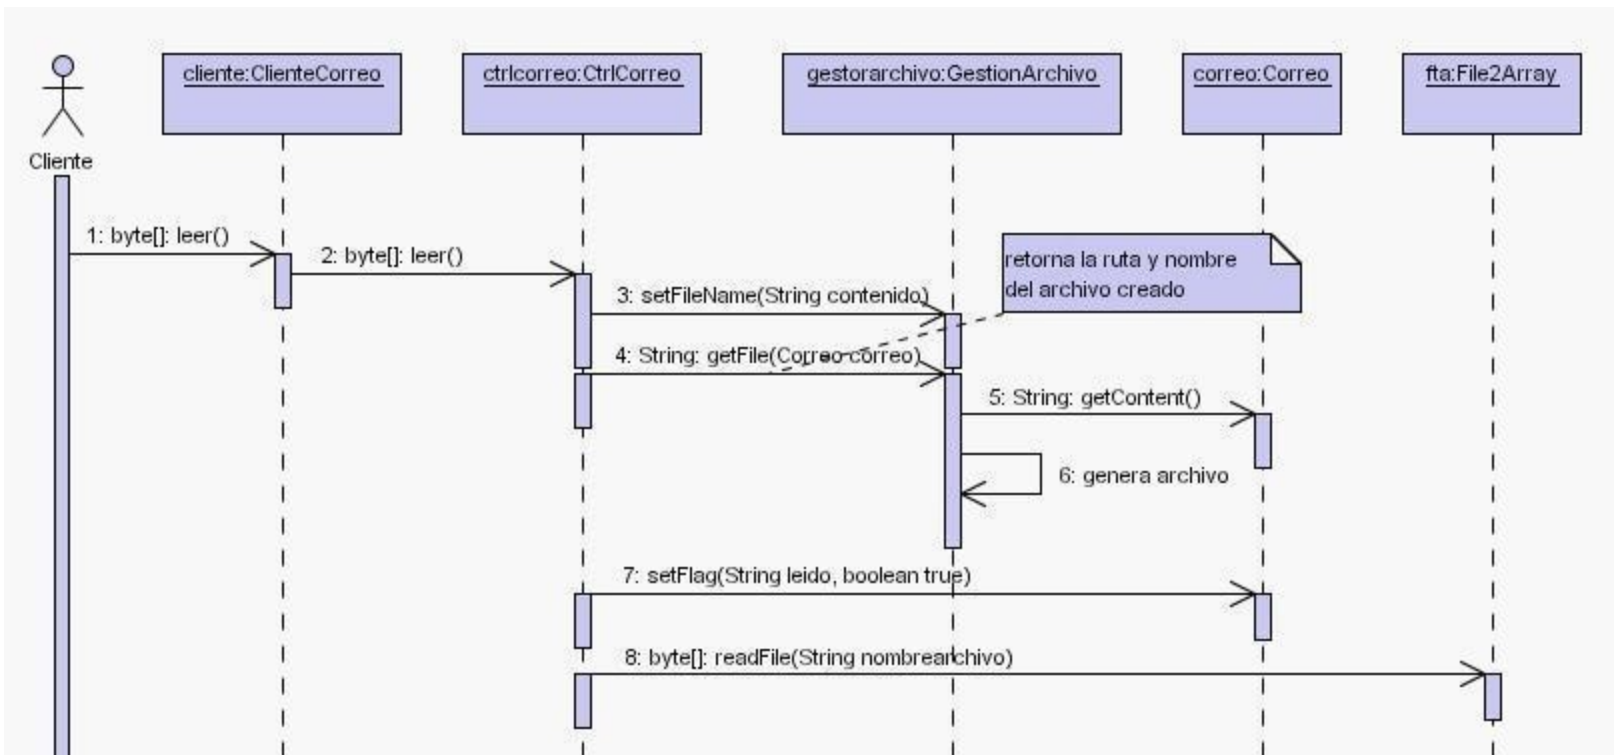 cliente:ClienteCorreo
ctrlcorreo:CtrlCorreo
gestorarchivo:GestionArchivo
correo:Correo
fta:File2Array
Cliente
1: byte[]: leer()
2: byte[]: leer()
retorna la ruta y nombre
del archivo creado
3: setFileName(String contenido)
4: String: getFile(Correo correo)
5: String: getContent()
6: genera archivo
7: setFlag(String leido, boolean true)
8: byte[]: readFile(String nombrearchivo)